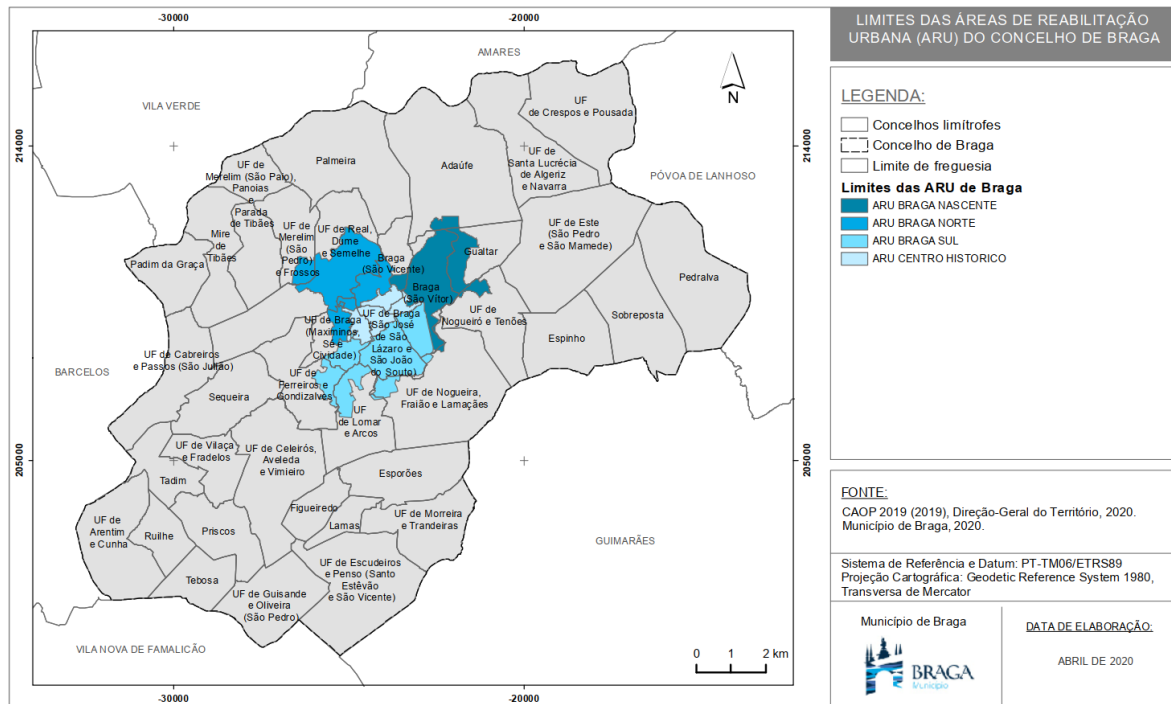 -30000
-20000
LIMITES DAS ÁREAS DE REABILITAÇÃO
URBANA (ARU) DO CONCELHO DE BRAGA
AMARES
VILA VERDE
N
UF
de Crespos e Pousada
214000
214000
Palmeira
Adaúfe
UF de
Santa Lucrécia
de Algeriz
e Navarra
PÓVOA DE LANHOSO
UF de
Merelim (São Paio),
Panoias
e
Parada
de Tibães
Mire
de
Tibães
UF de
Merelim
(São
Pedro)
e Frossos
UF de Real,
Dume
e Semelhe
Braga
(São Vicente)
Gualtar
UF de Este
(São Pedro
e São Mamede)
Padim da Graça
Pedralva
Braga
(São Vítor)
UF de
Nogueiró e Tenões
Sobreposta
Espinho
UF de Braga
(Maximinos,
Sé e
Cividade)
UF de Braga
(São José
de São
Lázaro e
São João
do Souto)
UF de Cabreiros
e Passos (São Julião)
BARCELOS
UF de
Ferreiros e
Gondizalves
Sequeira
UF de Nogueira,
Fraião e Lamaçães
UF
de Lomar
e Arcos
UF de Vilaça
e Fradelos
UF de Celeirós,
Aveleda
e Vimieiro
205000
205000
Tadim
Esporões
Figueiredo
Lamas
UF de Morreira
e Trandeiras
UF de
Arentim
e Cunha
Ruilhe
Priscos
GUIMARÃES
Tebosa
UF de Escudeiros
e Penso (Santo
Estêvão
e São Vicente)
UF de Guisande
e Oliveira
(São Pedro)
VILA NOVA DE FAMALICÃO
0 1 2 km
-30000
-20000
LEGENDA:
Concelhos limítrofes
Concelho de Braga
Limite de freguesia
Limites das ARU de Braga
ARU BRAGA NASCENTE
ARU BRAGA NORTE
ARU BRAGA SUL
ARU CENTRO HISTORICO
FONTE:
CAOP 2019 (2019), Direção-Geral do Território, 2020.
Município de Braga, 2020.
Sistema de Referência e Datum: PT-TM06/ETRS89
Projeção Cartográfica: Geodetic Reference System 1980,
Transversa de Mercator
Município de Braga
BRAGA
Município
DATA DE ELABORAÇÃO:
ABRIL DE 2020